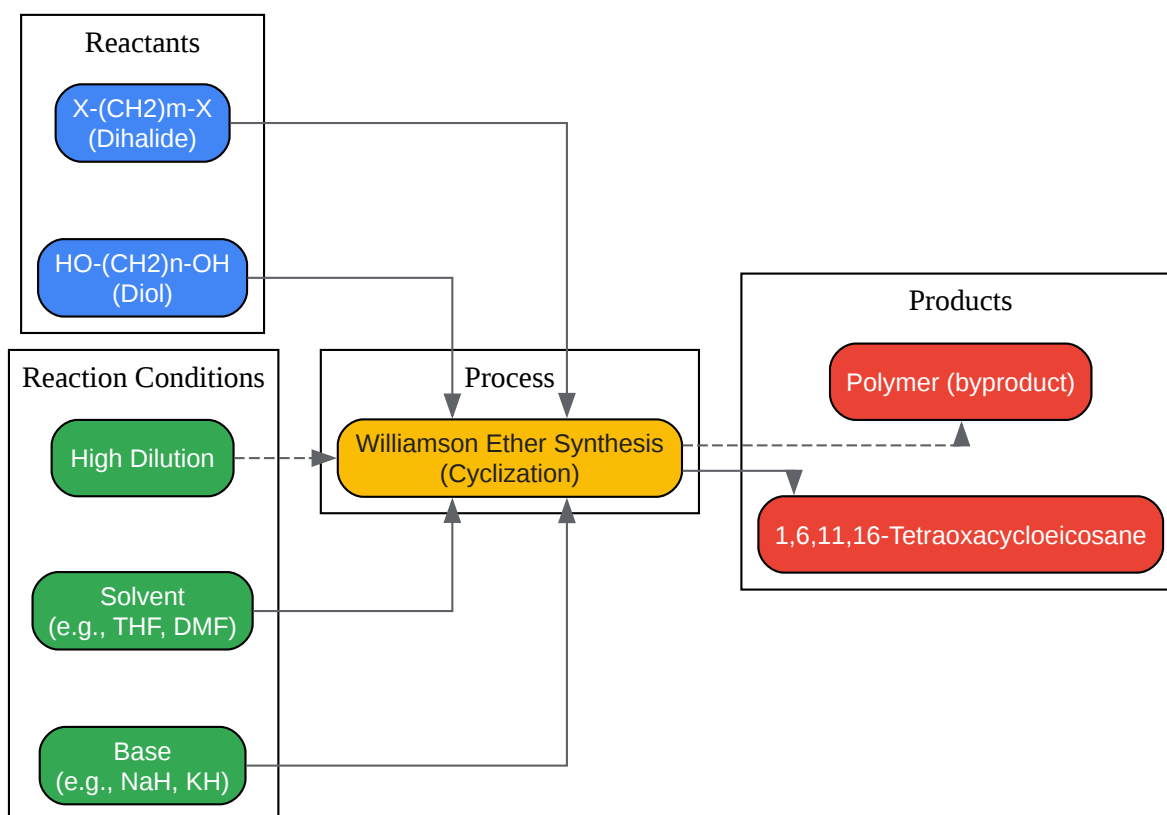 Reactants
X-(CH2)m-X
(Dihalide)
HO-(CH2)n-OH
(Diol)
Reaction Conditions
High Dilution
Solvent
(e.g., THF, DMF)
Base
(e.g., NaH, KH)
Process
Williamson Ether Synthesis
(Cyclization)
Products
Polymer (byproduct)
1,6,11,16-Tetraoxacycloeicosane